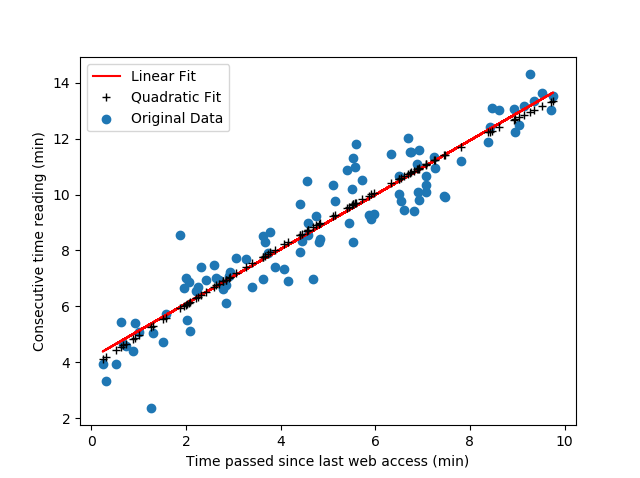 Linear Fit
Quadratic Fit
Original Data
Consecutive time reading (min)
14
12
10
8
6
4
2
0
2
4
6
8
10
Time passed since last web access (min)